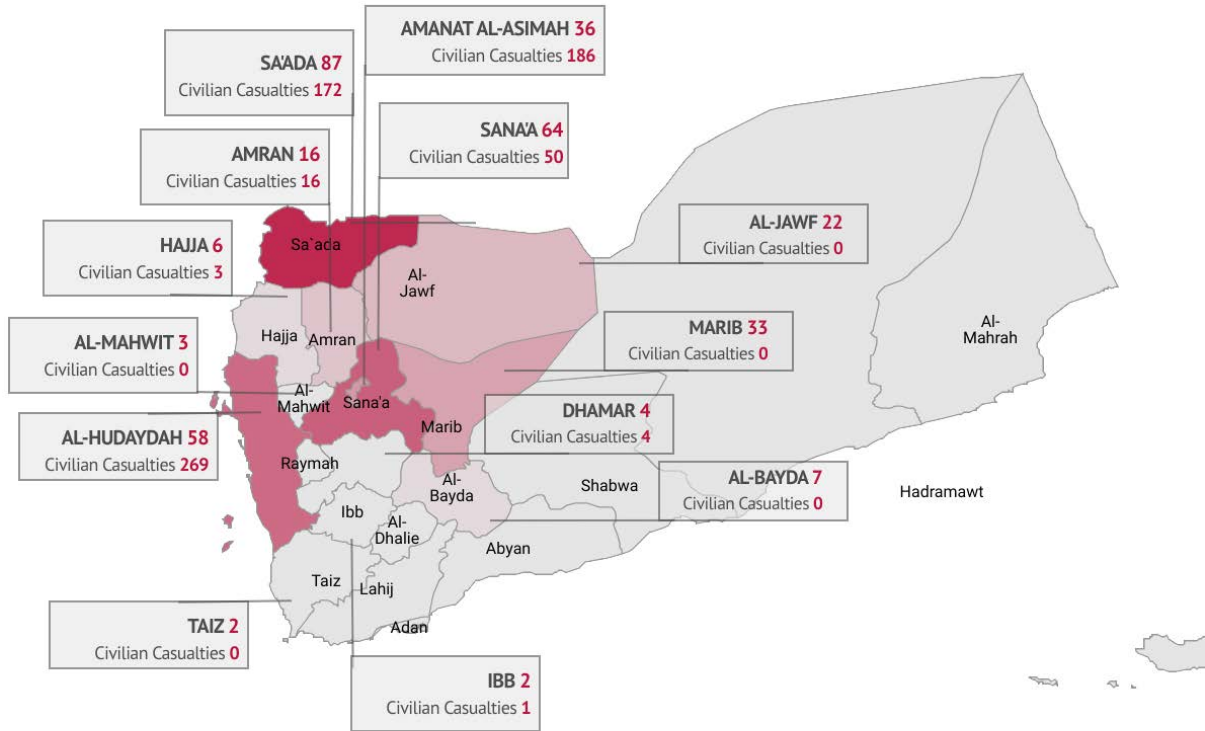 AMANAT AL-ASIMAH 36
Civilian Casualties 186
SA'ADA 87
Civilian Casualties 172
SANA'A 64
Civilian Casualties 50
AMRAN 16
Civilian Casualties 16
HAJJA 6
Civilian Casualties 3
AL-JAWF 22
Civilian Casualties 0
AL-MAHWIT 3
Civilian Casualties 0
MARIB 33
Civilian Casualties 0
AL-HUDAYDAH 58
Civilian Casualties 269
DHAMAR 4
Civilian Casualties 4
AL-BAYDA 7
Civilian Casualties 0
TAIZ 2
Civilian Casualties 0
IBB 2
Civilian Casualties 1
Sa`ada
Al-
Jawf
Hajja
Amran
Al-
Mahrah
Al-
Mahwit
Sana'a
Marib
Raymah
Al-
Bayda
Shabwa
Hadramawt
Ibb
Al-
Dhalie
Abyan
Taiz
Lahij
Adan